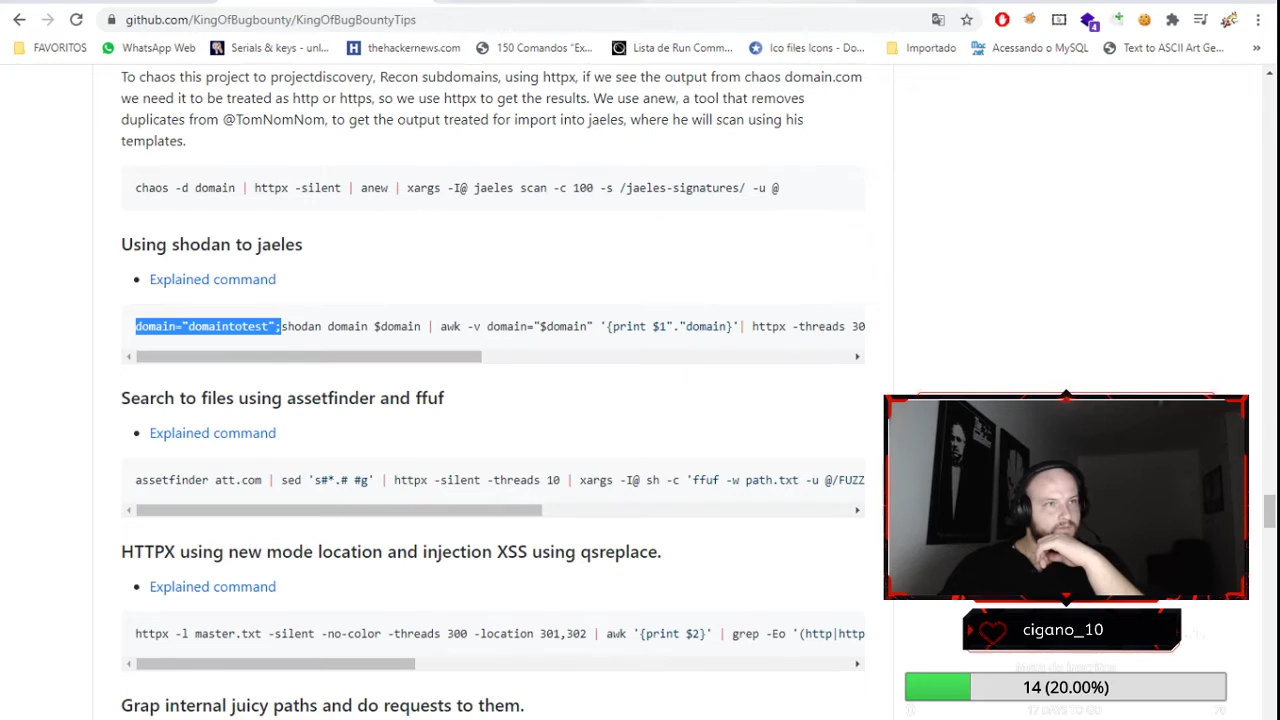 github.com/KingOfBugbounty/KingOfBugBountyTips
4
FAVORITOS
WhatsApp Web
Serials & keys - unl...
thehackernews.com
150 Comandos "Ex...
Lista de Run Comm...
Ico files Icons - Do...
Importado
Acessando o MySQL
Text to ASCII Art Ge...
»
To chaos this project to projectdiscovery, Recon subdomains, using httpx, if we see the output from chaos domain.com
we need it to be treated as http or https, so we use httpx to get the results. We use anew, a tool that removes
duplicates from @TomNomNom, to get the output treated for import into jaeles, where he will scan using his
templates.
chaos -d domain | httpx -silent | anew | xargs -I@ jaeles scan -c 100 -s /jaeles-signatures/ -u @
Using shodan to jaeles
• Explained command
domain="domaintotest";shodan domain $domain | awk -v domain="$domain" '{print $1"."domain}'| httpx -threads 30
Search to files using assetfinder and ffuf
• Explained command
assetfinder att.com | sed 's#*.# #g' | httpx -silent -threads 10 | xargs -I@ sh -c 'ffuf -w path.txt -u @/FUZZ
HTTPX using new mode location and injection XSS using qsreplace.
• Explained command
httpx -l master.txt -silent -no-color -threads 300 -location 301,302 | awk '{print $2}' | grep -Eo '(http|http
Grap internal juicy paths and do requests to them.
cigano_10
14 (20.00%)
0
17 DAYS TO GO
70